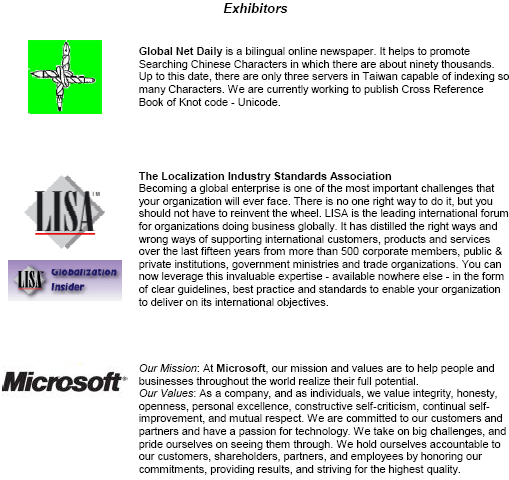 Exhibitors
Global Net Daily is a bilingual online newspaper. It helps to promote
Searching Chinese Characters in which there are about ninety thousands.
Up to this date, there are only three servers in Taiwan capable of indexing so
many Characters. We are currently working to publish Cross Reference
Book of Knot code - Unicode.
LISA™
The Localization Industry Standards Association
Becoming a global enterprise is one of the most important challenges that
your organization will ever face. There is no one right way to do it, but you
should not have to reinvent the wheel. LISA is the leading international forum
for organizations doing business globally. It has distilled the right ways and
wrong ways of supporting international customers, products and services
over the last fifteen years from more than 500 corporate members, public &
private institutions, government ministries and trade organizations. You can
now leverage this invaluable expertise - available nowhere else - in the form
of clear guidelines, best practice and standards to enable your organization
to deliver on its international objectives.
LISA Globalization
Insider
Microsoft®
Our Mission: At Microsoft, our mission and values are to help people and
businesses throughout the world realize their full potential.
Our Values: As a company, and as individuals, we value integrity, honesty,
openness, personal excellence, constructive self-criticism, continual self-
improvement, and mutual respect. We are committed to our customers and
partners and have a passion for technology. We take on big challenges, and
pride ourselves on seeing them through. We hold ourselves accountable to
our customers, shareholders, partners, and employees by honoring our
commitments, providing results, and striving for the highest quality.